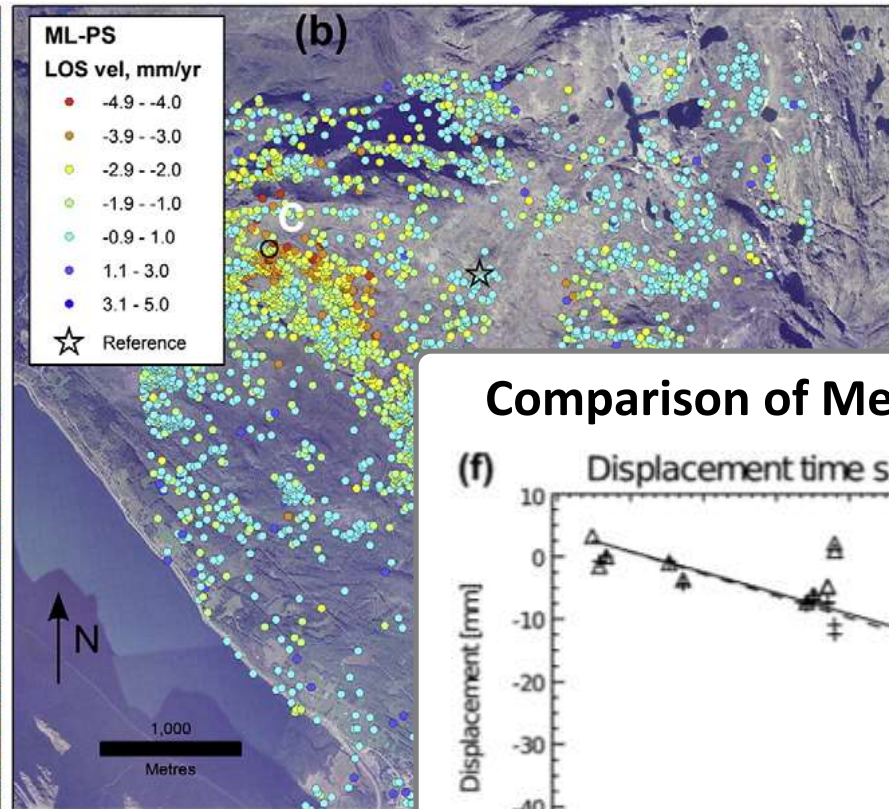 (b)
ML-PS
LOS vel, mm/yr
-4.9 - -4.0
-3.9 - -3.0
-2.9 - -2.0
-1.9 - -1.0
-0.9 - 1.0
1.1 - 3.0
3.1 - 5.0
Reference
C
N
1,000
Metres
Comparison of Me
(f)
Displacement time s
Displacement [mm]
10
0
-10
-20
-30
-40